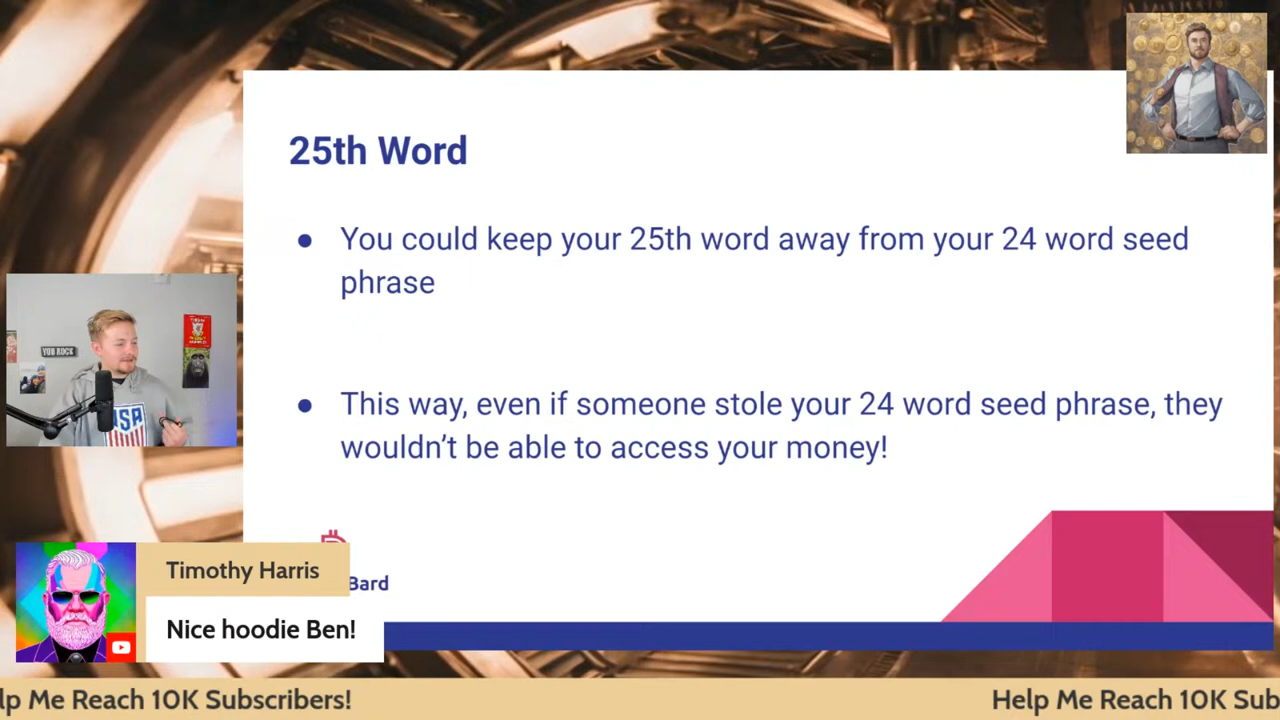 25th Word
● You could keep your 25th word away from your 24 word seed
phrase
● This way, even if someone stole your 24 word seed phrase, they
wouldn't be able to access your money!
YOU ROCK
USA
Bard
Timothy Harris
Nice hoodie Ben!
lp Me Reach 10K Subscribers!
Help Me Reach 10K Sub